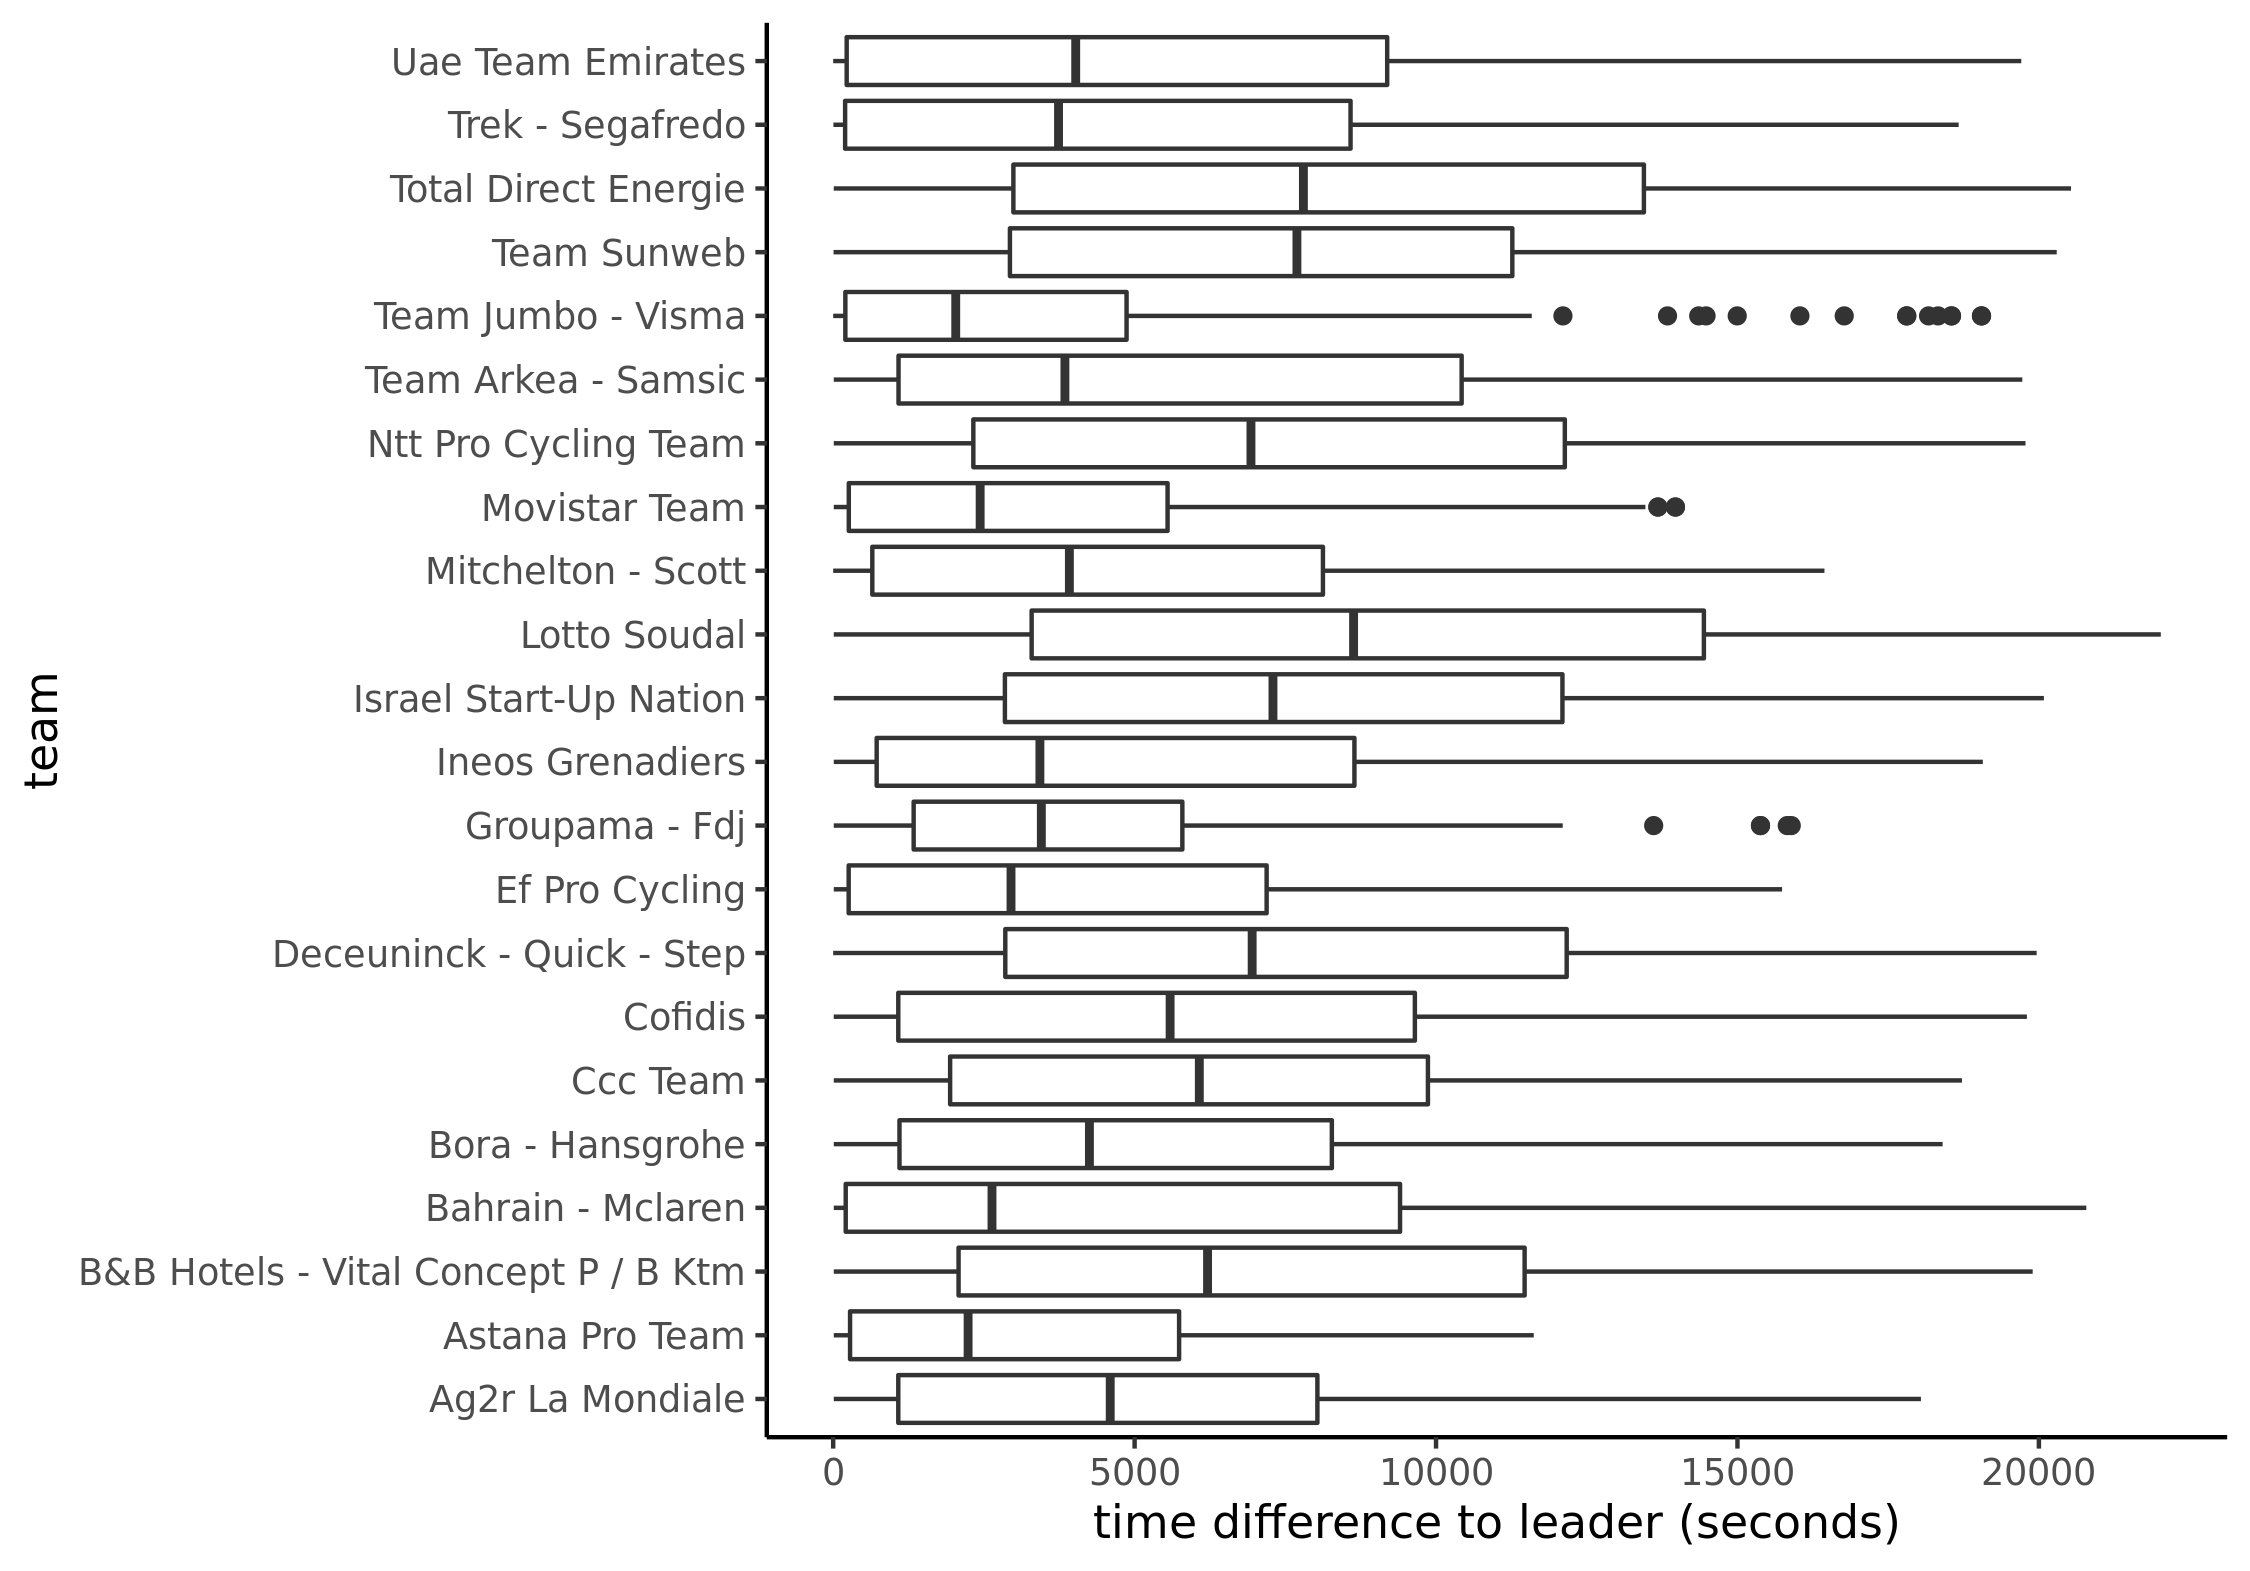 Uae Team Emirates
Trek - Segafredo
Total Direct Energie
Team Sunweb
Team Jumbo - Visma
Team Arkea - Samsic
Ntt Pro Cycling Team
Movistar Team
Mitchelton - Scott
Lotto Soudal
Israel Start-Up Nation
Ineos Grenadiers
Groupama - Fdj
Ef Pro Cycling
Deceuninck - Quick - Step
Cofidis
Ccc Team
Bora - Hansgrohe
Bahrain - Mclaren
B&B Hotels - Vital Concept P / B Ktm
Astana Pro Team
Ag2r La Mondiale
team
0 5000 10000 15000 20000
time difference to leader (seconds)